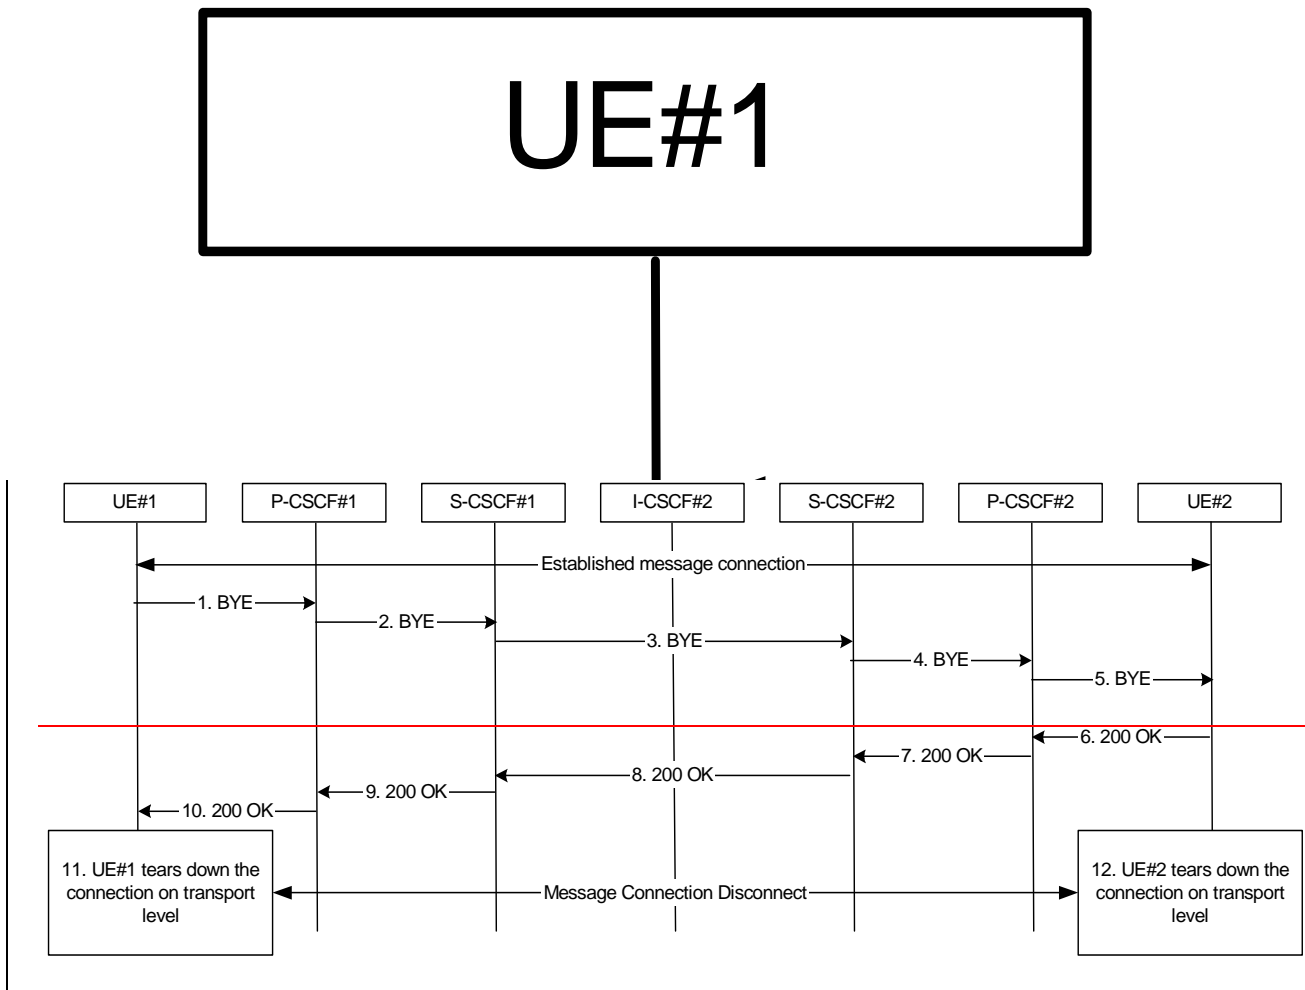 UE#1
UE#1
P-CSCF#1
S-CSCF#1
I-CSCF#2
S-CSCF#2
P-CSCF#2
UE#2
Established message connection
1. BYE
2. BYE
3. BYE
4. BYE
5. BYE
6. 200 OK
7. 200 OK
8. 200 OK
9. 200 OK
10. 200 OK
11. UE#1 tears down the
connection on transport
level
Message Connection Disconnect
12. UE#2 tears down the
connection on transport
level